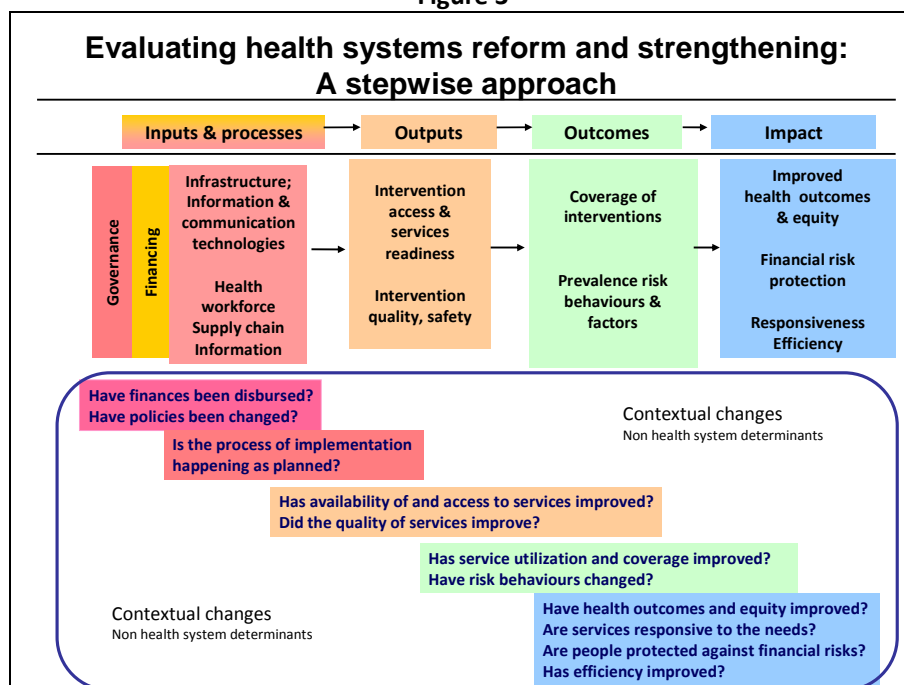 Evaluating health systems reform and strengthening:
A stepwise approach
Inputs & processes
Outputs
Outcomes
Impact
Governance
Financing
Infrastructure;
Information &
communication
technologies
Health
workforce
Supply chain
Information
Intervention
access &
services
readiness
Intervention
quality, safety
Coverage of
interventions
Prevalence risk
behaviours &
factors
Improved
health outcomes
& equity
Financial risk
protection
Responsiveness
Efficiency
Have finances been disbursed?
Have policies been changed?
Contextual changes
Non health system determinants
Is the process of implementation
happening as planned?
Has availability of and access to services improved?
Did the quality of services improve?
Has service utilization and coverage improved?
Have risk behaviours changed?
Contextual changes
Non health system determinants
Have health outcomes and equity improved?
Are services responsive to the needs?
Are people protected against financial risks?
Has efficiency improved?